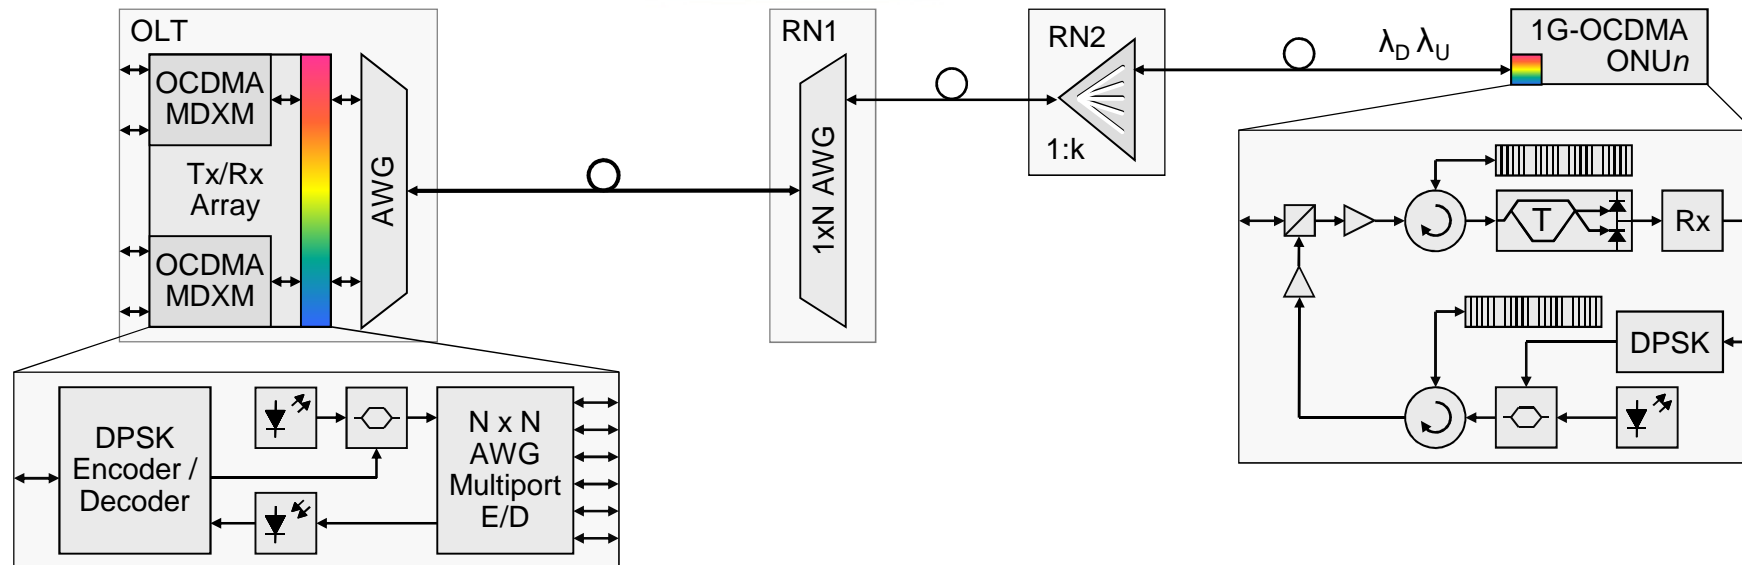 OLT
OCDMA
MDXM
Tx/Rx
Array
OCDMA
MDXM
AWG
RN1
1xN AWG
RN2
1:k
λD λU
1G-OCDMA
ONUn
T
Rx
DPSK
DPSK
Encoder /
Decoder
N x N
AWG
Multiport
E/D